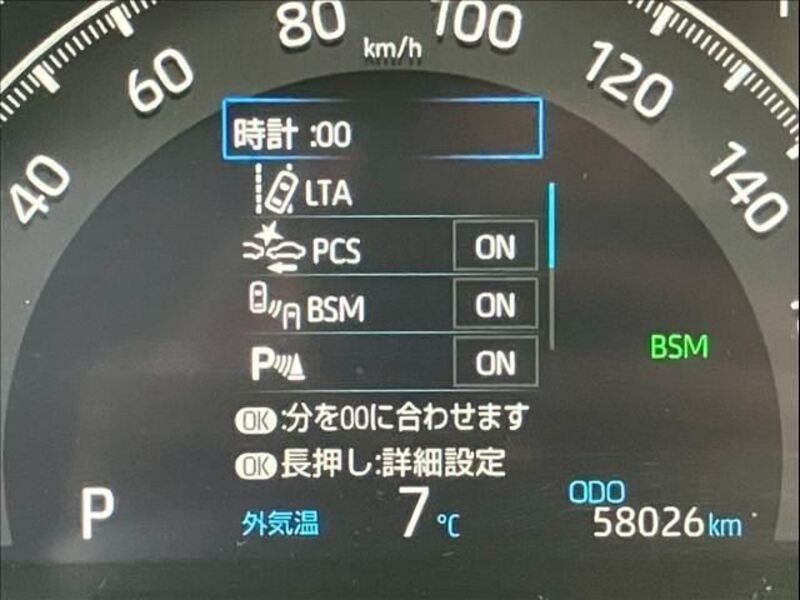 80
km/h
100
60
120
40
140
時計 :00
LTA
PCS ON
BSM ON
P ON
BSM
OK :分を00に合わせます
OK 長押し:詳細設定
P
外気温 7 ℃
ODO
58026 km